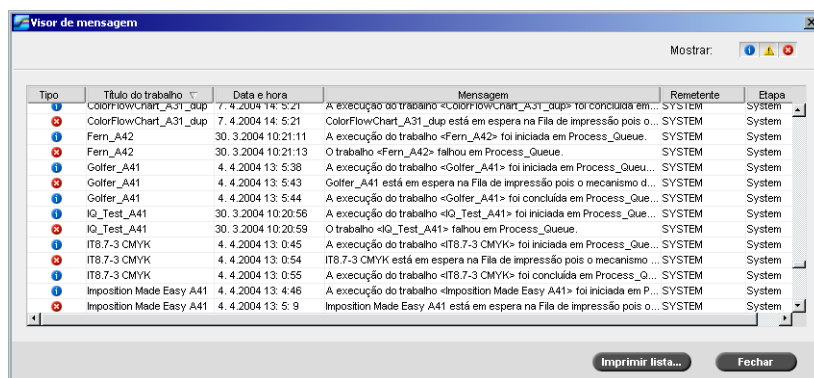 Visor de mensagem
Mostrar:
Tipo Título do trabalho Data e hora Mensagem Remetente Etapa
ColorFlowChart_A31_dup 7. 4.2004 14: 5:21 A execução do trabalho <ColorFlowChart_A31_dup> foi concluída em... SYSTEM System
ColorFlowChart_A31_dup 7. 4.2004 14: 5:21 ColorFlowChart_A31_dup está em espera na Fila de impressão pois o... SYSTEM System
Fern_A42 30. 3.2004 10:21:11 A execução do trabalho <Fern_A42> foi iniciada em Process_Queue. SYSTEM System
Fern_A42 30. 3.2004 10:21:13 O trabalho <Fern_A42> falhou em Process_Queue. SYSTEM System
Golfer_A41 4. 4.2004 13: 5:38 A execução do trabalho <Golfer_A41> foi iniciada em Process_Queu... SYSTEM System
Golfer_A41 4. 4.2004 13: 5:43 Golfer_A41 está em espera na Fila de impressão pois o mecanismo d... SYSTEM System
Golfer_A41 4. 4.2004 13: 5:44 A execução do trabalho <Golfer_A41> foi concluída em Process_Que... SYSTEM System
IQ_Test_A41 30. 3.2004 10:20:56 A execução do trabalho <IQ_Test_A41> foi iniciada em Process_Que... SYSTEM System
IQ_Test_A41 30. 3.2004 10:20:59 O trabalho <IQ_Test_A41> falhou em Process_Queue. SYSTEM System
IT8.7-3 CMYK 4. 4.2004 13: 0:45 A execução do trabalho <IT8.7-3 CMYK> foi iniciada em Process_Que... SYSTEM System
IT8.7-3 CMYK 4. 4.2004 13: 0:54 IT8.7-3 CMYK está em espera na Fila de impressão pois o mecanismo ... SYSTEM System
IT8.7-3 CMYK 4. 4.2004 13: 0:55 A execução do trabalho <IT8.7-3 CMYK> foi concluída em Process_Q... SYSTEM System
Imposition Made Easy A41 4. 4.2004 13: 4:46 A execução do trabalho <Imposition Made Easy A41> foi iniciada em P... SYSTEM System
Imposition Made Easy A41 4. 4.2004 13: 5: 9 Imposition Made Easy A41 está em espera na Fila de impressão pois o... SYSTEM System
Imprimir lista... Fechar